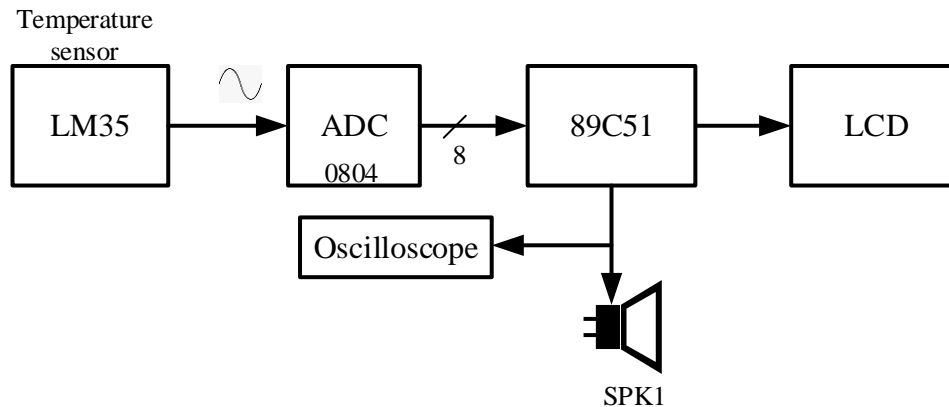 Temperature
sensor
LM35
ADC
0804
8
89C51
LCD
Oscilloscope
SPK1